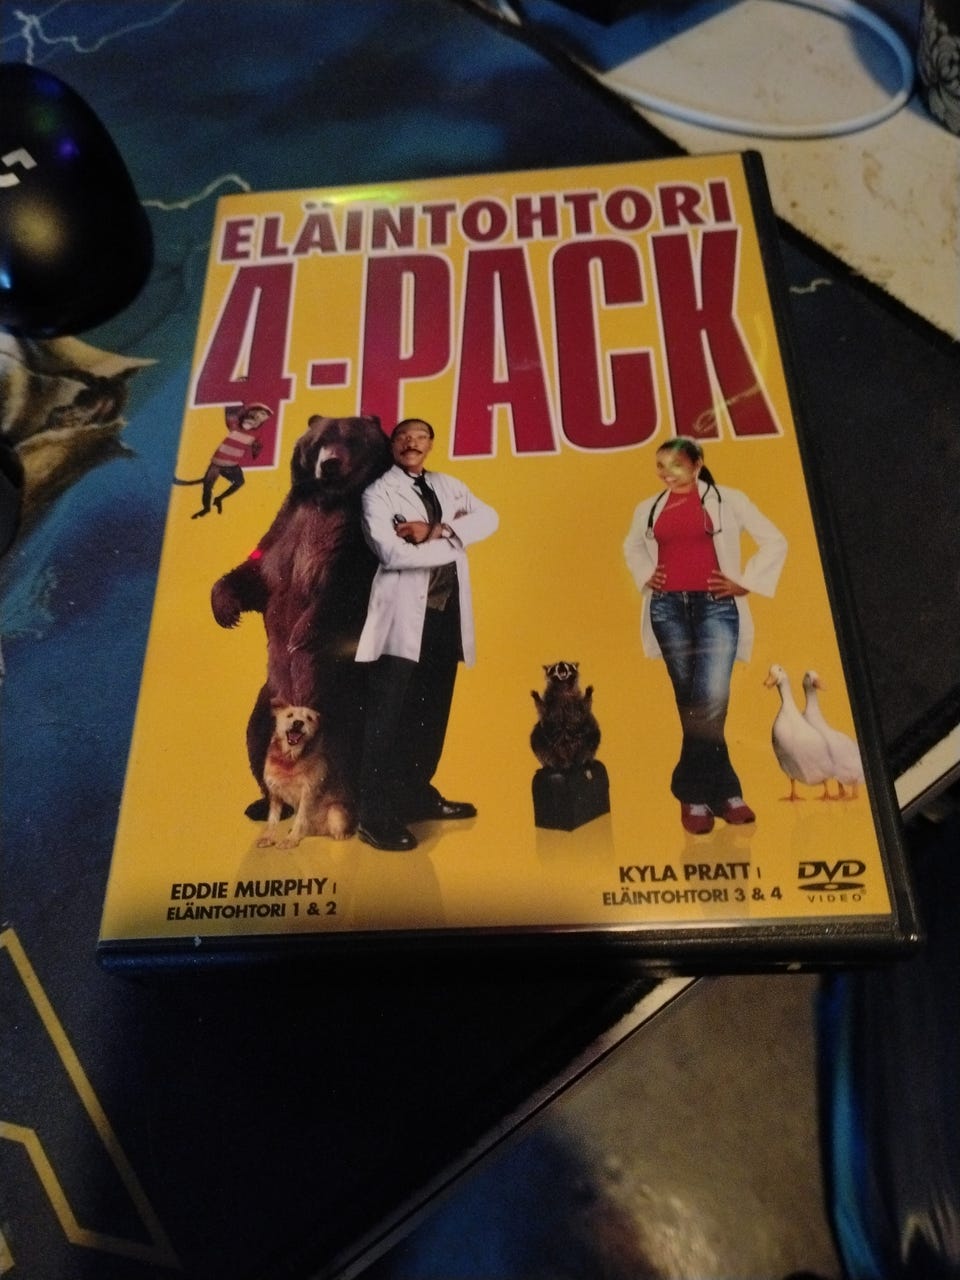 ELÄINTOHTORI
4-PACK
EDDIE MURPHY I
ELÄINTOHTORI 1 & 2
KYLA PRATT I
ELÄINTOHTORI 3 & 4
DVD
VIDEO